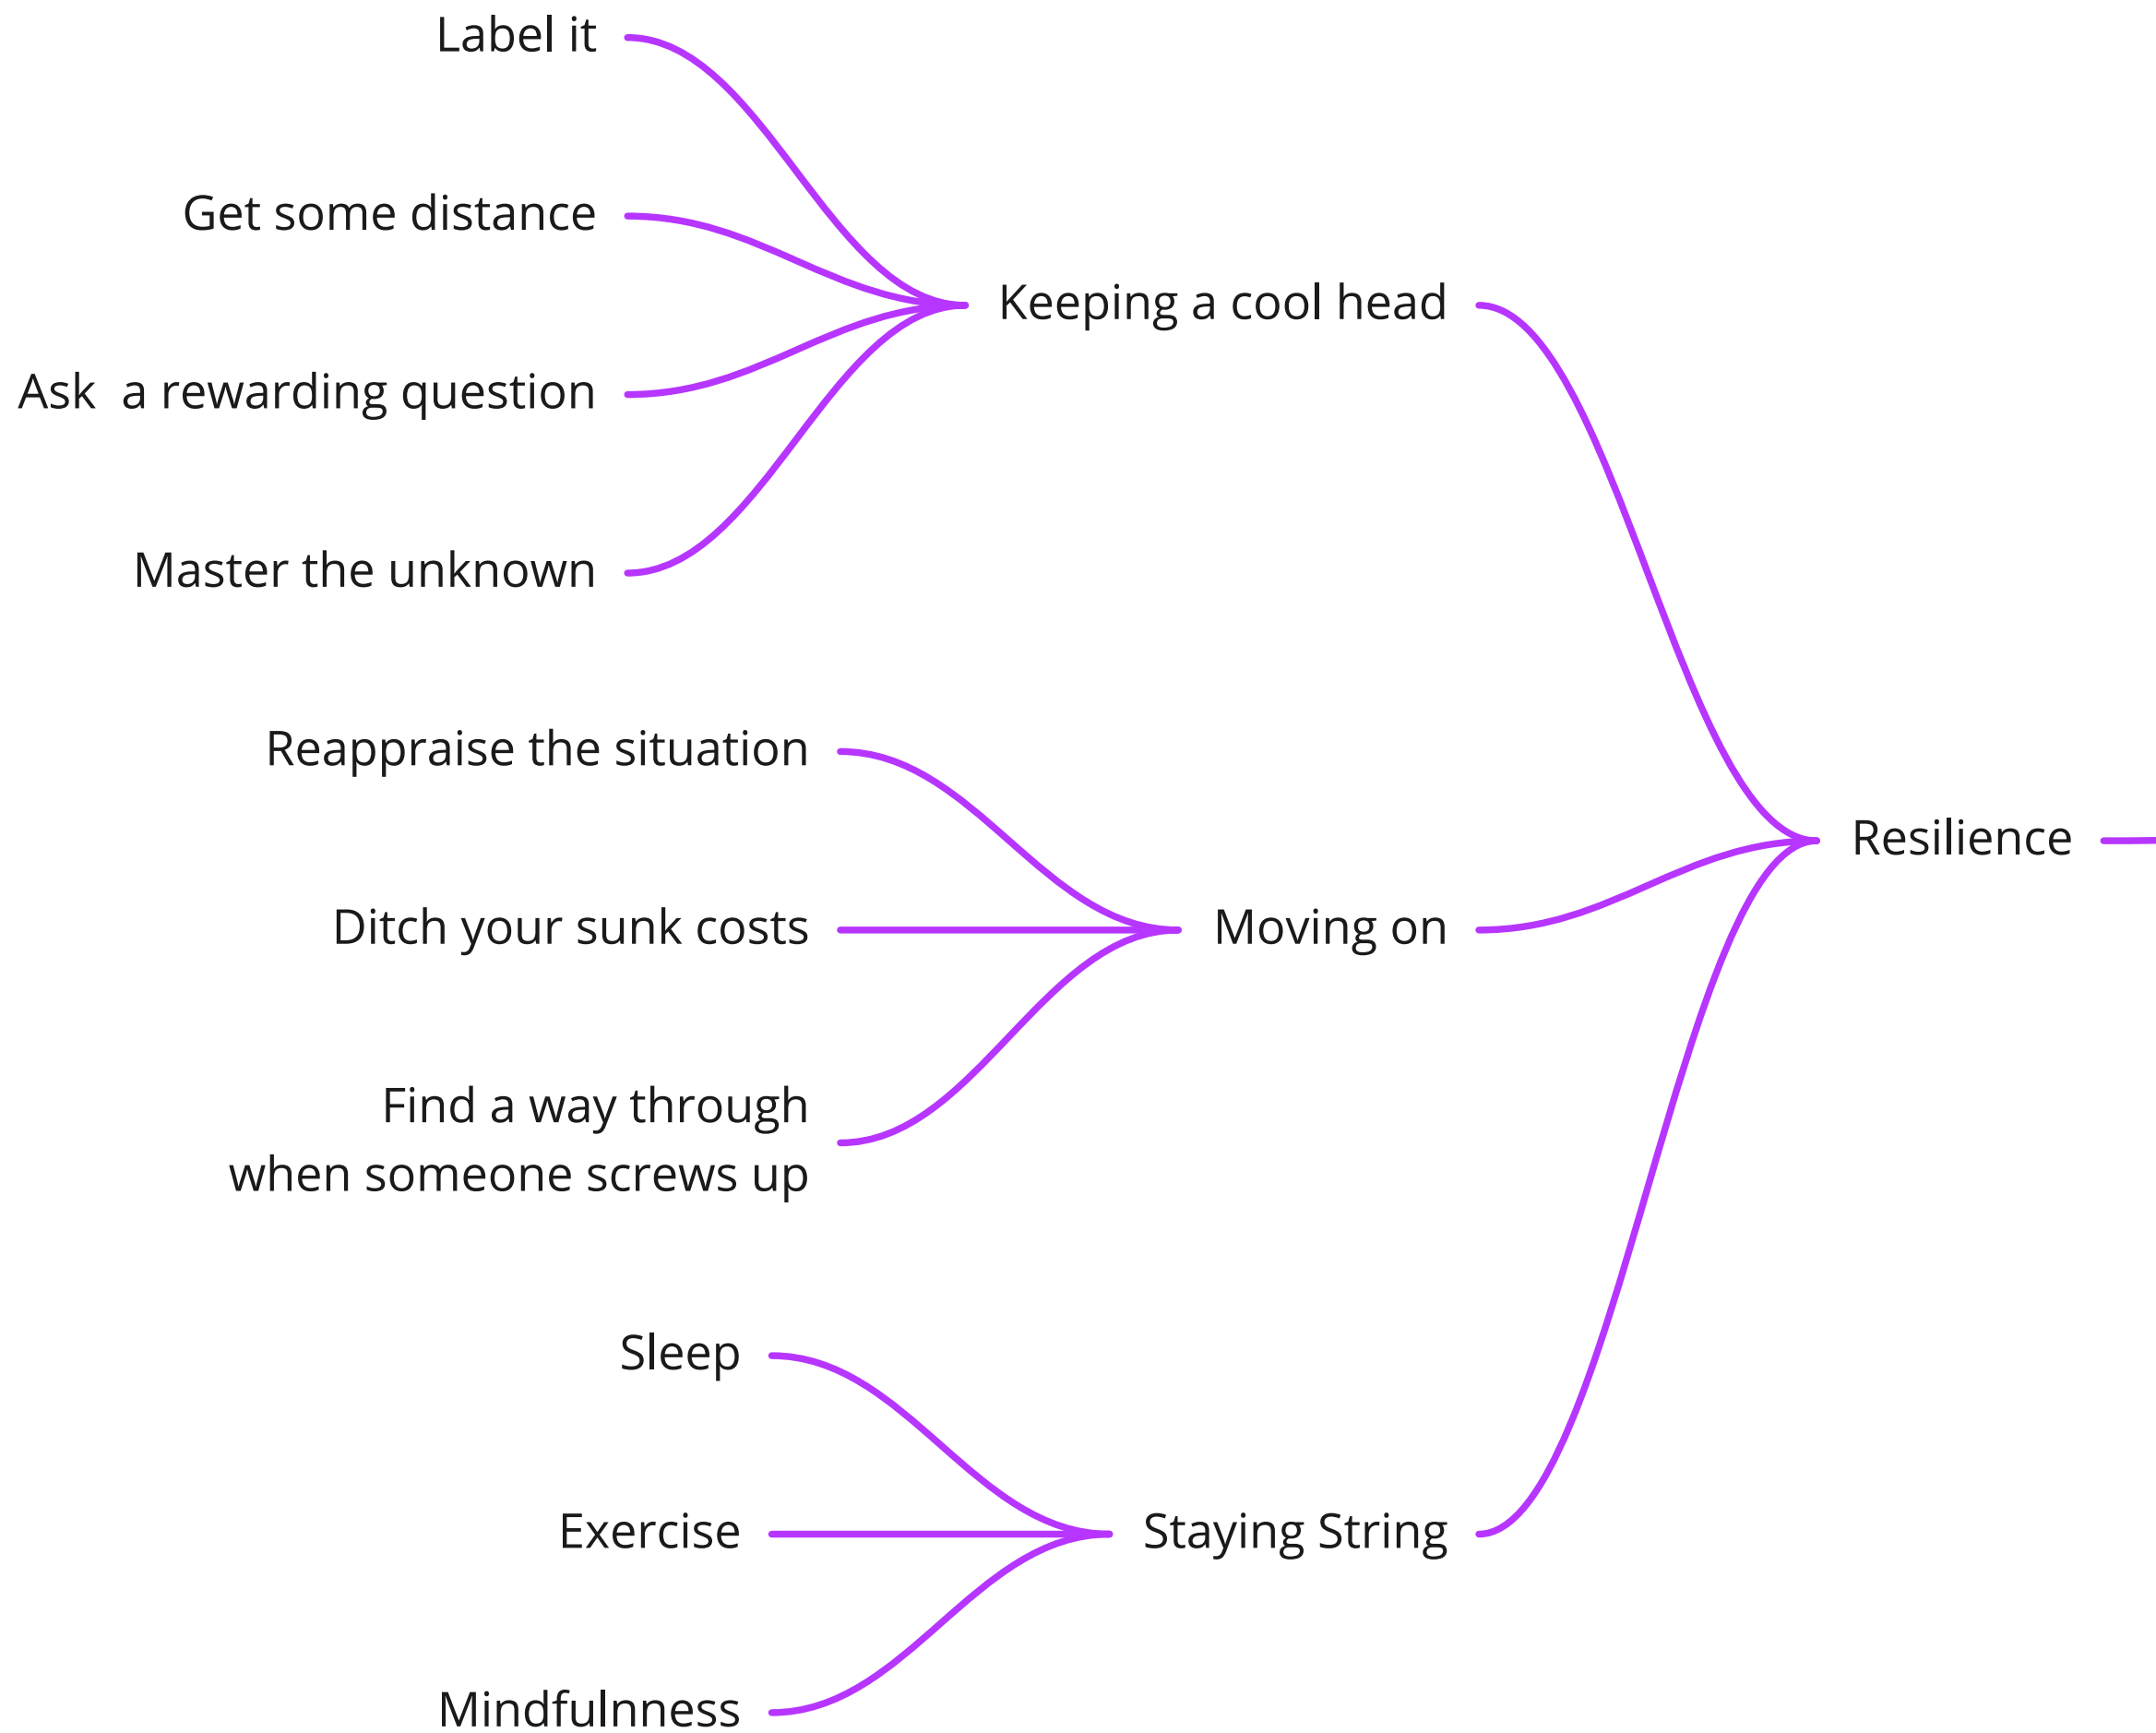 Label it
Get some distance
Keeping a cool head
Ask  a rewarding question
Master the unknown
Reappraise the situation
Resilience
Ditch your sunk costs
Moving on
Find a way through
when someone screws up
Sleep
Exercise
Staying String
Mindfulnness